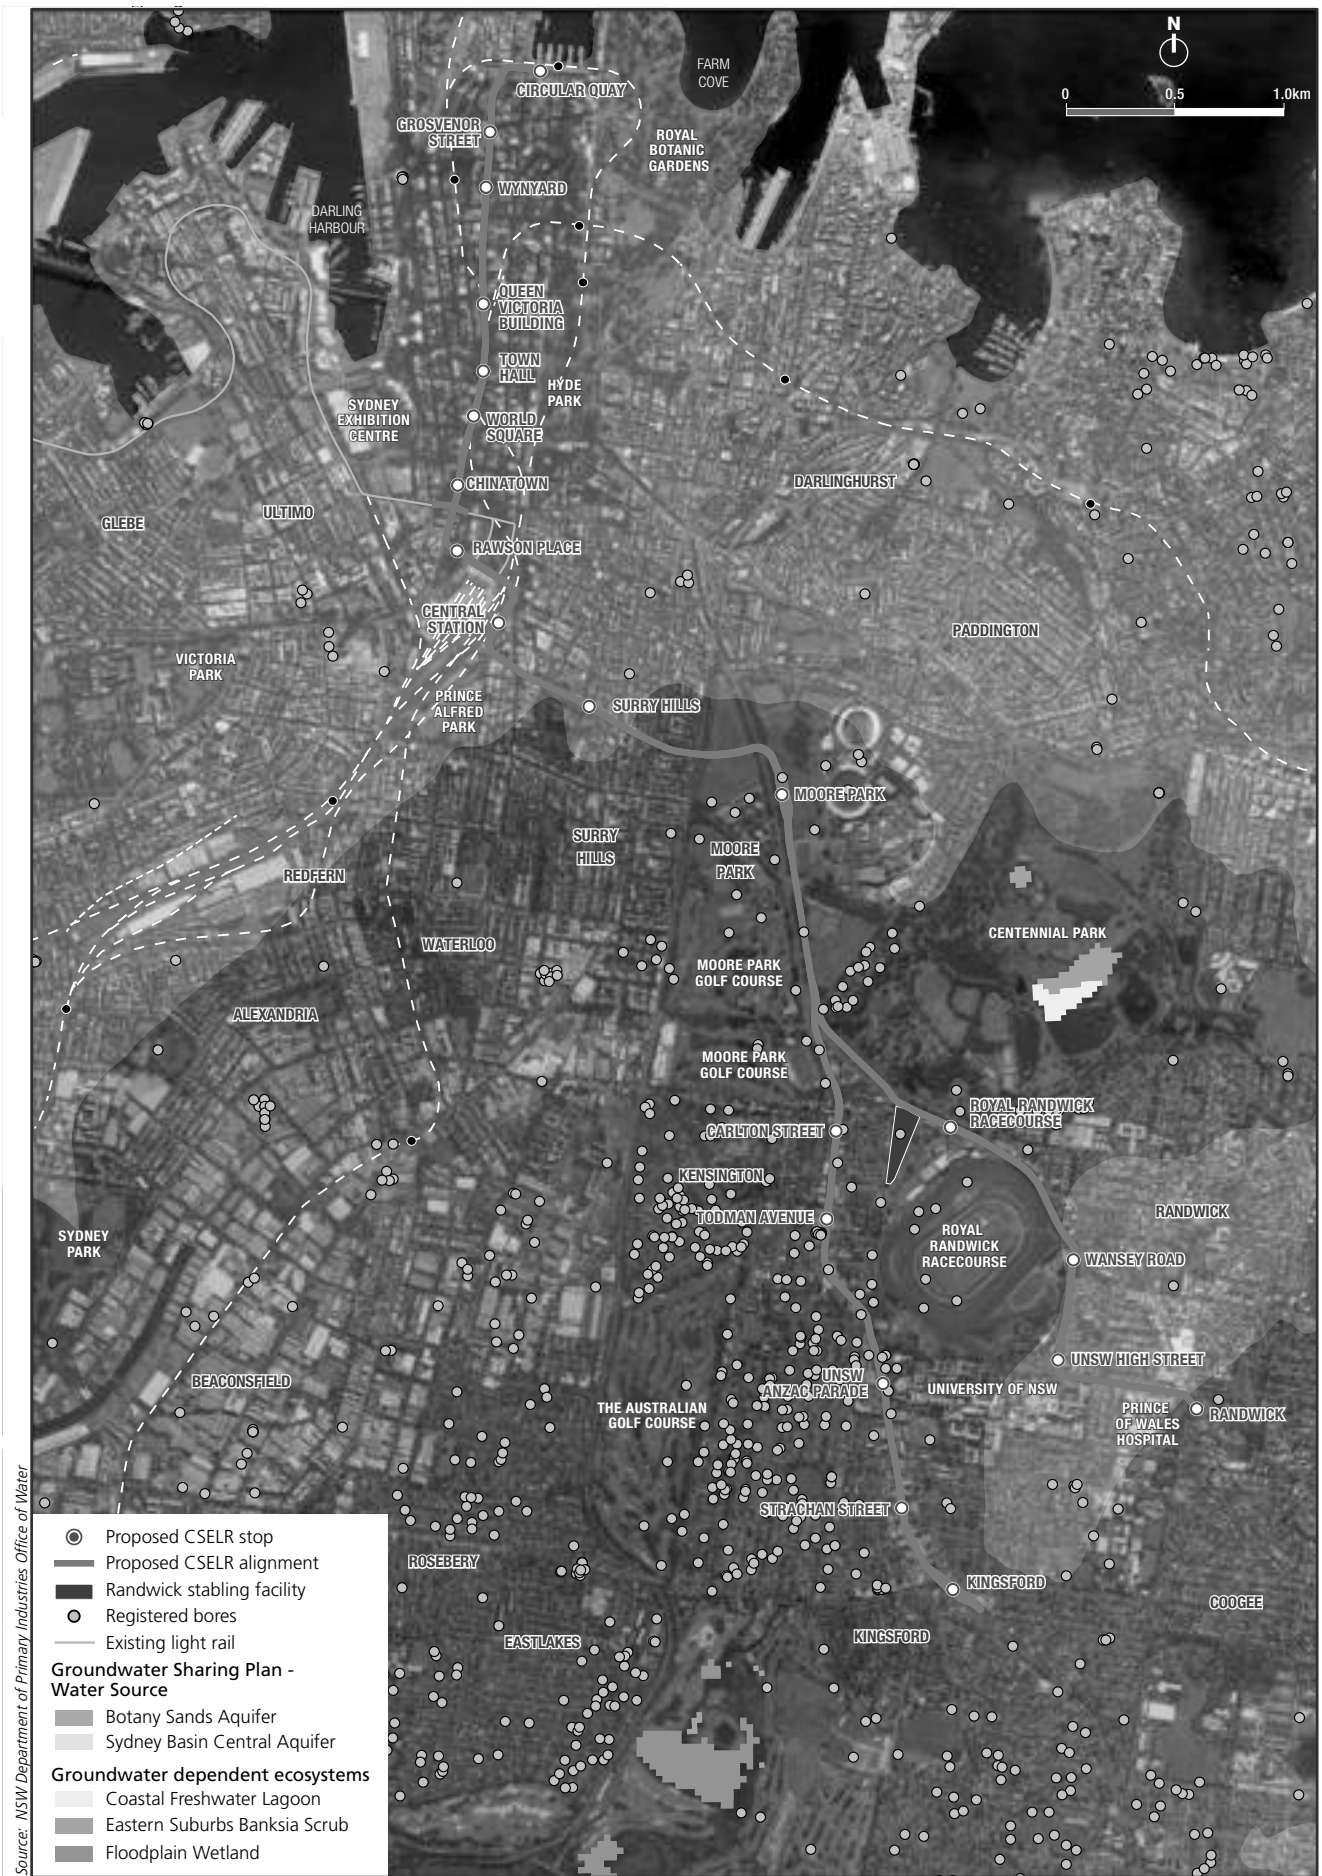 N
0
0.5
1.0km
FARM
COVE
CIRCULAR QUAY
GROSVENOR
STREET
ROYAL
BOTANIC
GARDENS
WYNYARD
DARLING
HARBOUR
QUEEN
VICTORIA
BUILDING
TOWN
HALL
HYDE
PARK
SYDNEY
EXHIBITION
CENTRE
WORLD
SQUARE
CHINATOWN
DARLINGHURST
GLEBE
ULTIMO
RAWSON PLACE
CENTRAL
STATION
PADDINGTON
VICTORIA
PARK
PRINCE
ALFRED
PARK
SURRY HILLS
MOORE PARK
SURRY
HILLS
MOORE
PARK
REDFERN
CENTENNIAL PARK
WATERLOO
MOORE PARK
GOLF COURSE
ALEXANDRIA
MOORE PARK
GOLF COURSE
ROYAL RANDWICK
RACECOURSE
CARLTON STREET
KENSINGTON
TODMAN AVENUE
RANDWICK
SYDNEY
PARK
ROYAL
RANDWICK
RACECOURSE
WANSEY ROAD
UNSW HIGH STREET
BEACONSFIELD
UNSW
ANZAC PARADE
UNIVERSITY OF NSW
THE AUSTRALIAN
GOLF COURSE
PRINCE
OF WALES
HOSPITAL
RANDWICK
STRACHAN STREET
ROSEBERY
KINGSFORD
COOGEE
EASTLAKES
KINGSFORD
Proposed CSELR stop
Proposed CSELR alignment
Randwick stabling facility
Registered bores
Existing light rail
Groundwater Sharing Plan -
Water Source
Botany Sands Aquifer
Sydney Basin Central Aquifer
Groundwater dependent ecosystems
Coastal Freshwater Lagoon
Eastern Suburbs Banksia Scrub
Floodplain Wetland
Source: NSW Department of Primary Industries Office of Water